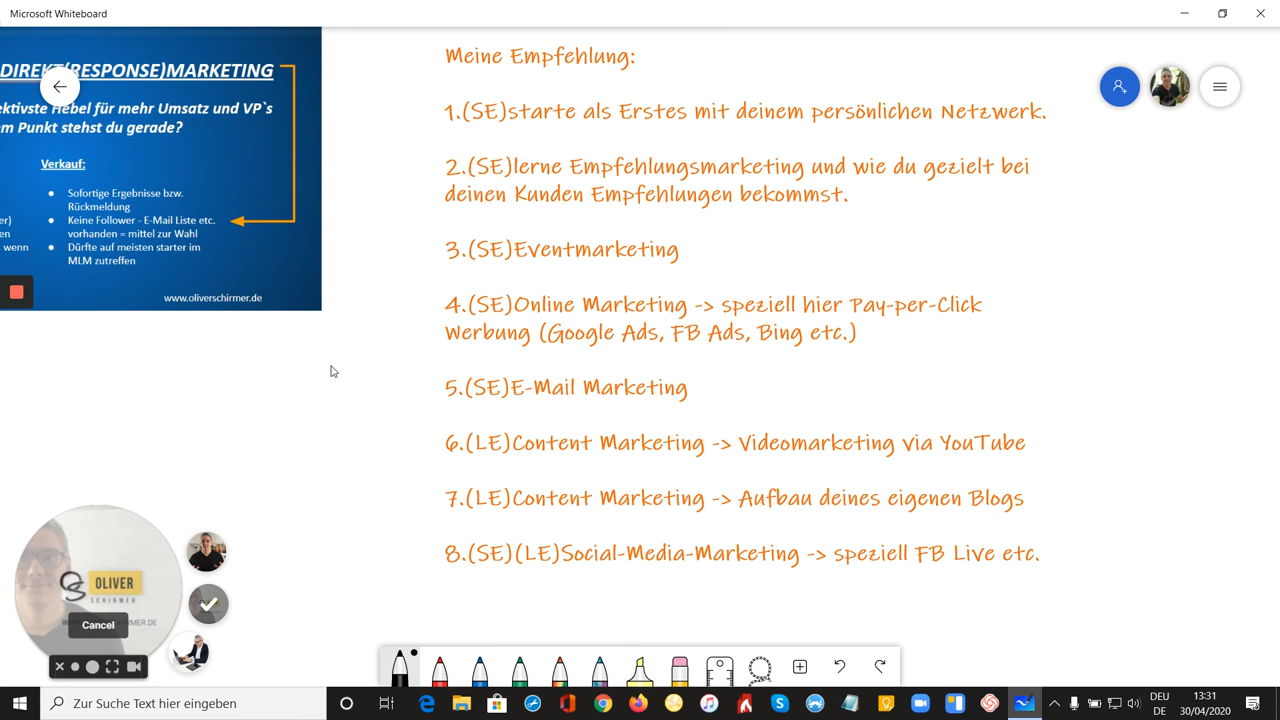 Microsoft Whiteboard
DIREKT(RESPONSE)MARKETING
ektivste Hebel für mehr Umsatz und VP`s
em Punkt stehst du gerade?
Verkauf:
Sofortige Ergebnisse bzw.
Rückmeldung
er)
Keine Follower - E-Mail Liste etc.
en
vorhanden = mittel zur Wahl
wenn
Dürfte auf meisten starter im
MLM zutreffen
www.oliverschirmer.de
Meine Empfehlung:
1.(SE)starte als Erstes mit deinem persönlichen Netzwerk.
2.(SE)lerne Empfehlungsmarketing und wie du gezielt bei
deinen Kunden Empfehlungen bekommst.
3.(SE)Eventmarketing
4.(SE)Online Marketing -> speziell hier Pay-per-Click
Werbung (Google Ads, FB Ads, Bing etc.)
5.(SE)E-Mail Marketing
6.(LE)Content Marketing -> Videomarketing via YouTube
7.(LE)Content Marketing -> Aufbau deines eigenen Blogs
8.(SE)(LE)Social-Media-Marketing -> speziell FB Live etc.
OLIVER
SCHIRMER
Cancel
Zur Suche Text hier eingeben
DEU
DE
13:31
30/04/2020